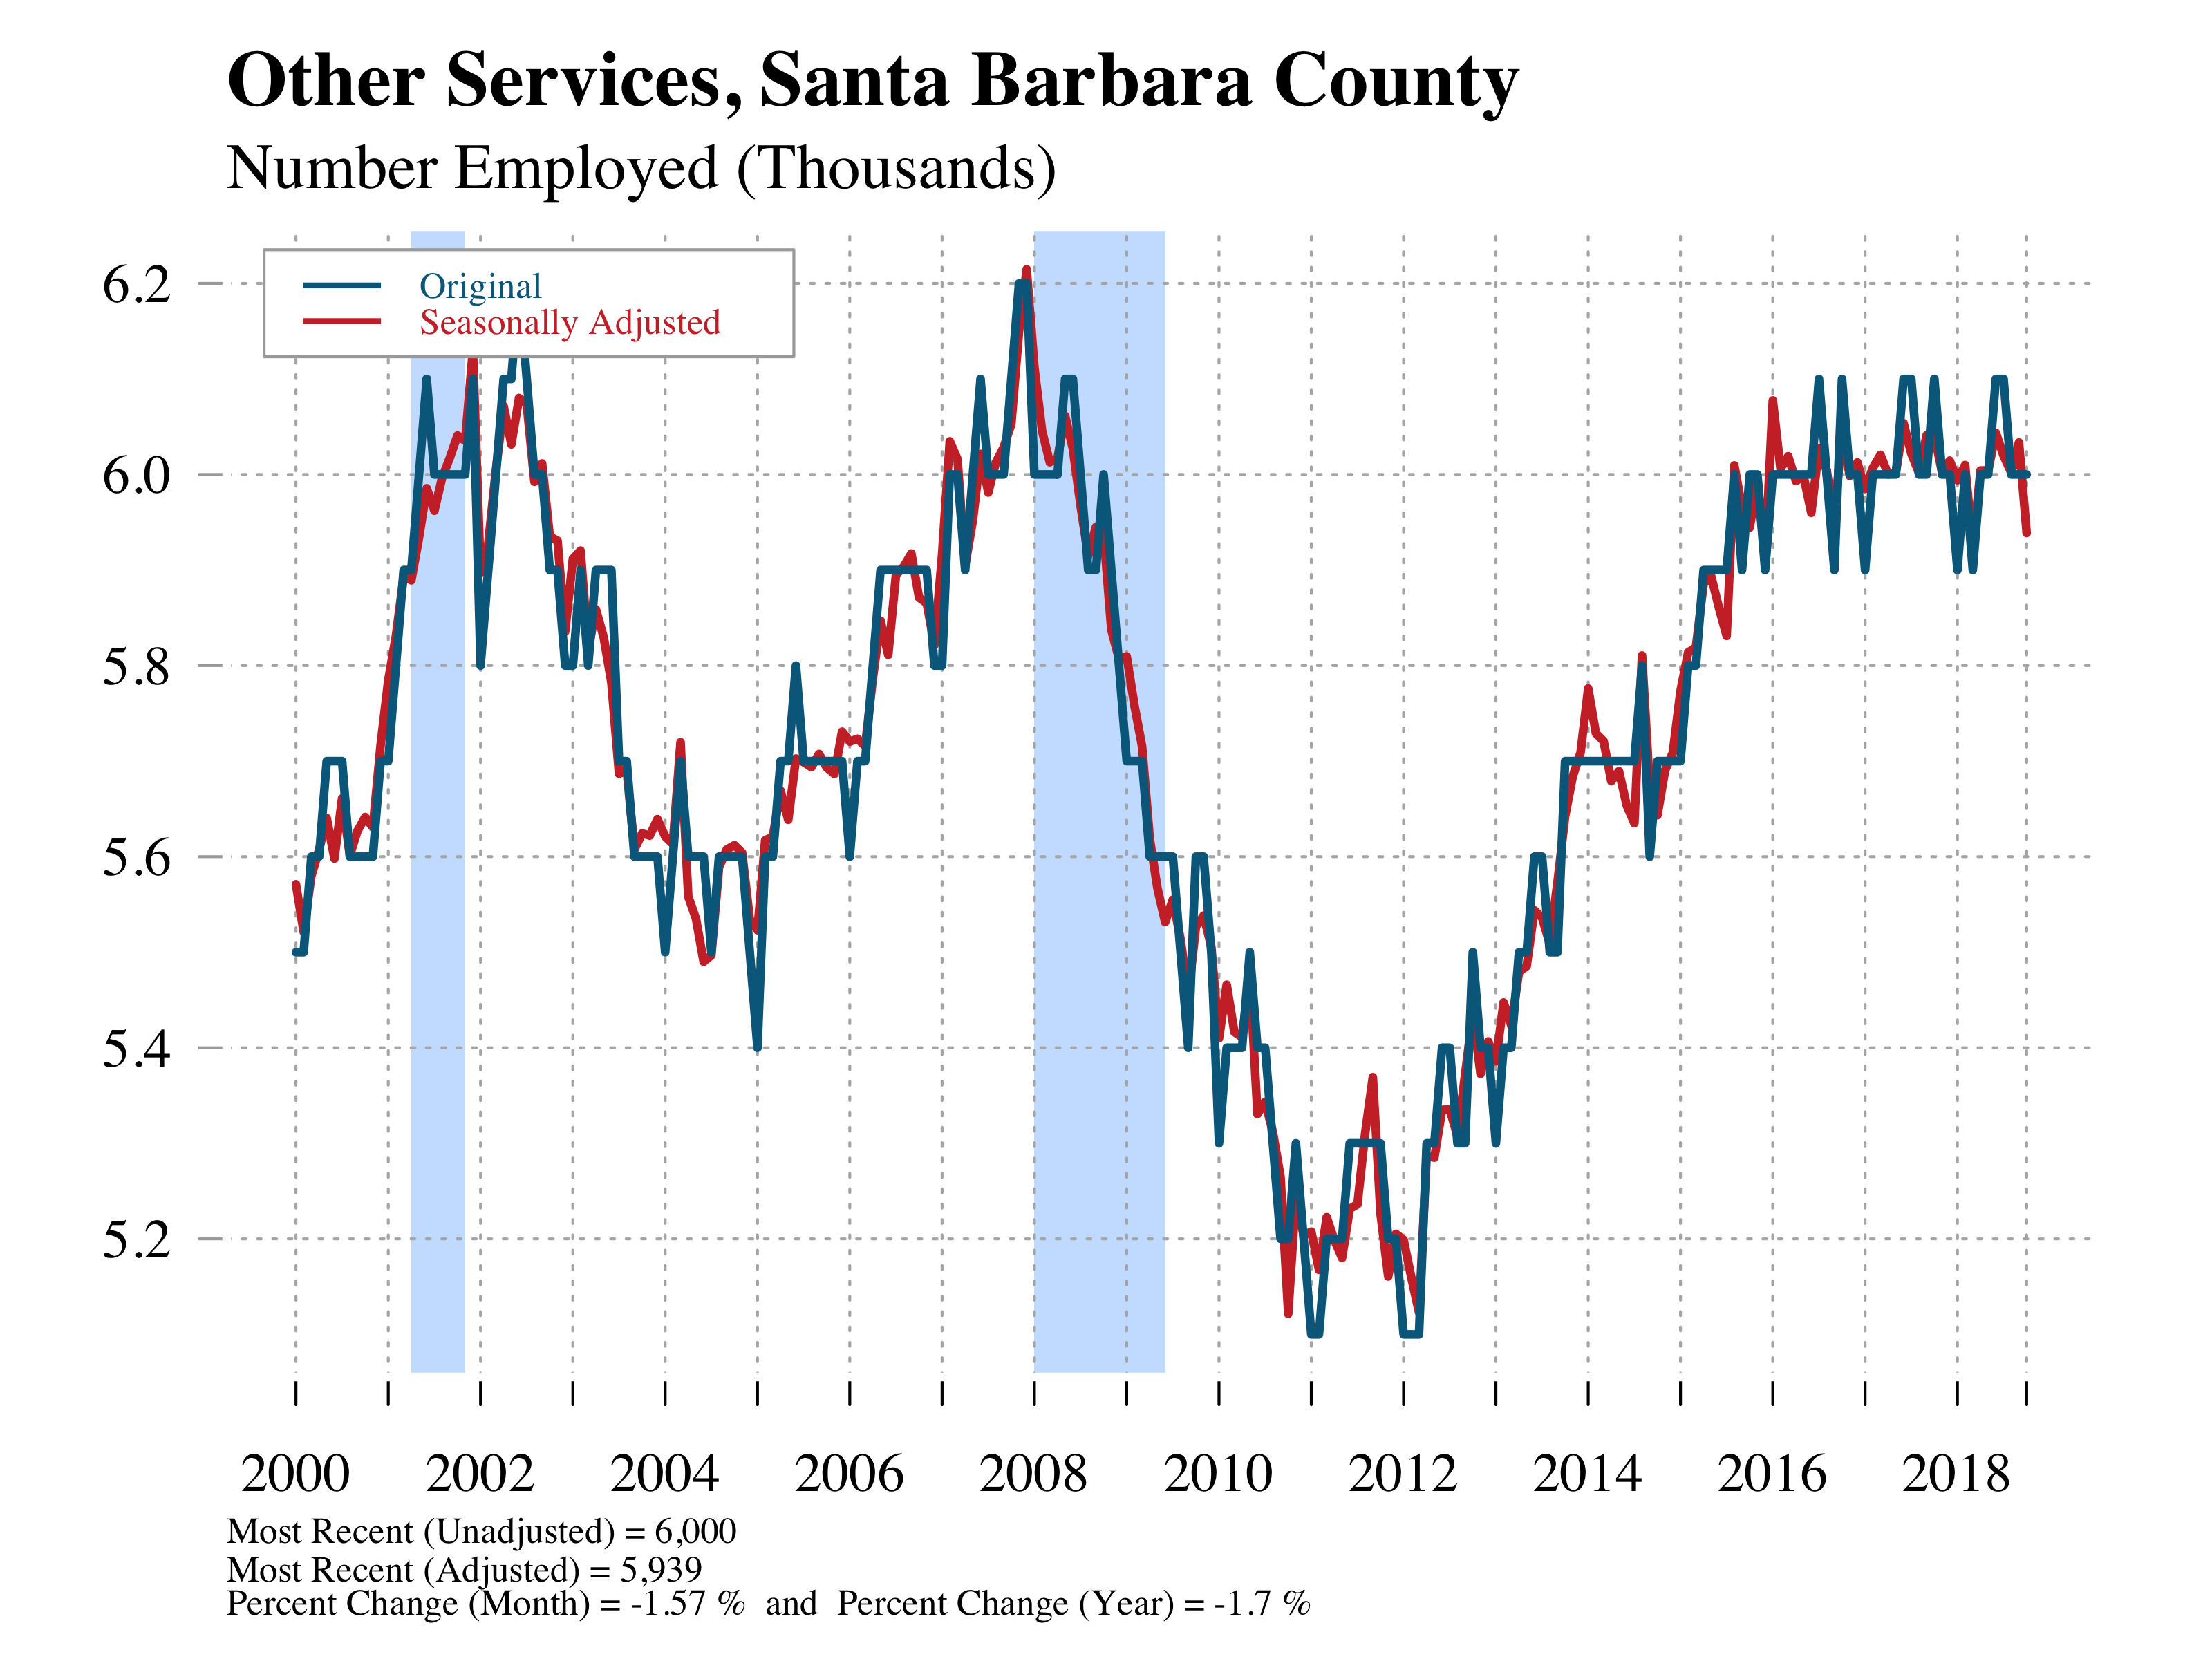 Other Services, Santa Barbara County
Number Employed (Thousands)
Original
Seasonally Adjusted
6.2
6.0
5.8
5.6
5.4
5.2
2000 2002 2004 2006 2008 2010 2012 2014 2016 2018
Most Recent (Unadjusted) = 6,000
Most Recent (Adjusted) = 5,939
Percent Change (Month) = -1.57 % and Percent Change (Year) = -1.7 %